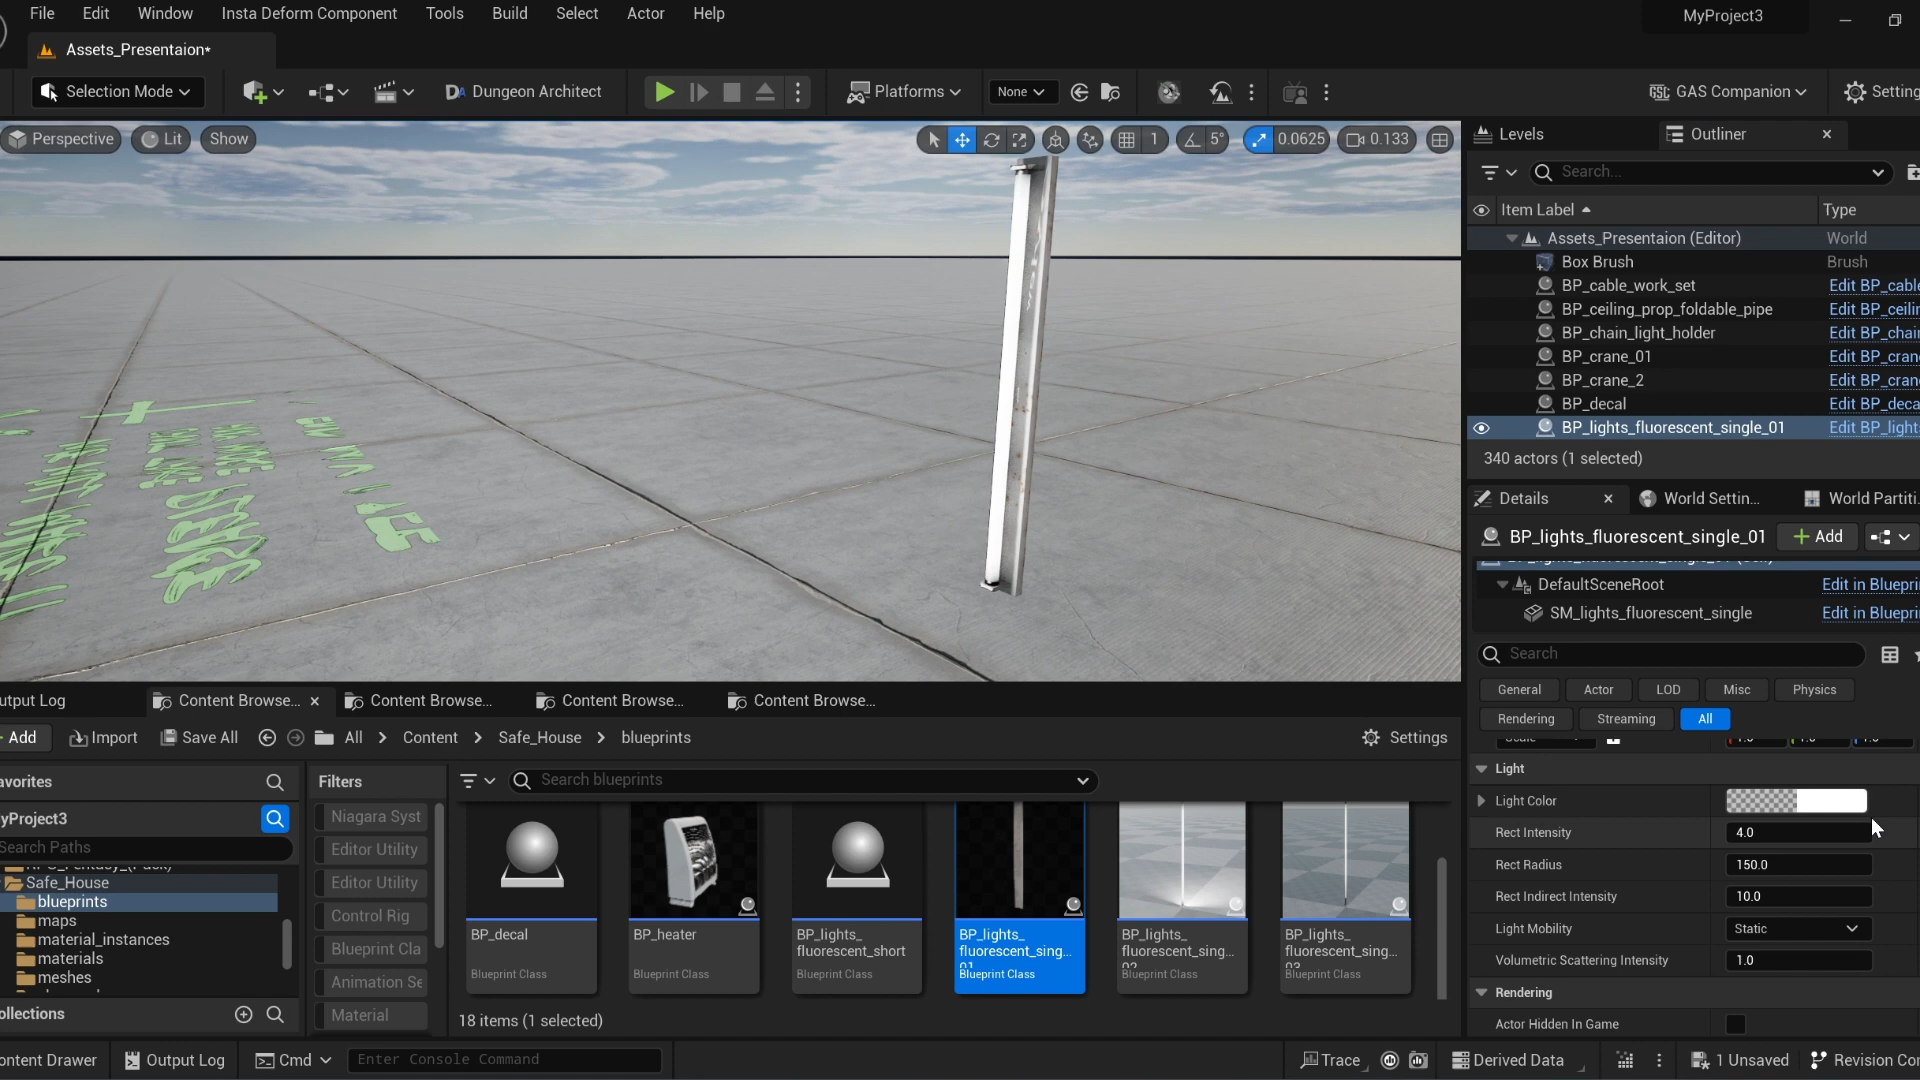 File Edit Window Insta Deform Component Tools Build Select Actor Help MyProject3
Assets_Presentaion*
Selection Mode Dungeon Architect Platforms None GAS Companion Setting
Perspective Lit Show 1 5° 0.0625 0.133
Levels Outliner
Search...
Item Label Type
Assets_Presentaion (Editor) World
Box Brush Brush
BP_cable_work_set Edit BP_cable
BP_ceiling_prop_foldable_pipe Edit BP_ceilin
BP_chain_light_holder Edit BP_chain
BP_crane_01 Edit BP_cran
BP_crane_2 Edit BP_cran
BP_decal Edit BP_deca
BP_lights_fluorescent_single_01 Edit BP_lights
340 actors (1 selected)
Details World Settin... World Partiti
BP_lights_fluorescent_single_01 Add
DefaultSceneRoot Edit in Bluepri
SM_lights_fluorescent_single Edit in Bluepri
Search
General Actor LOD Misc Physics
Rendering Streaming All
Light
Light Color
Rect Intensity 4.0
Rect Radius 150.0
Rect Indirect Intensity 10.0
Light Mobility Static
Volumetric Scattering Intensity 1.0
Rendering
Actor Hidden In Game
utput Log Content Browse... Content Browse... Content Browse... Content Browse...
Add Import Save All All > Content > Safe_House > blueprints Settings
avorites
yProject3
earch Paths
Safe_House
blueprints
maps
material_instances
materials
meshes
ollections
Filters
Niagara Syst
Editor Utility
Editor Utility
Control Rig
Blueprint Cla
Animation Se
Material
Search blueprints
BP_decal
Blueprint Class
BP_heater
Blueprint Class
BP_lights_
fluorescent_short
Blueprint Class
BP_lights_
fluorescent_sing...
01
Blueprint Class
BP_lights_
fluorescent_sing...
02
Blueprint Class
BP_lights_
fluorescent_sing...
03
Blueprint Class
18 items (1 selected)
ontent Drawer Output Log Cmd Enter Console Command Trace Derived Data 1 Unsaved Revision Con